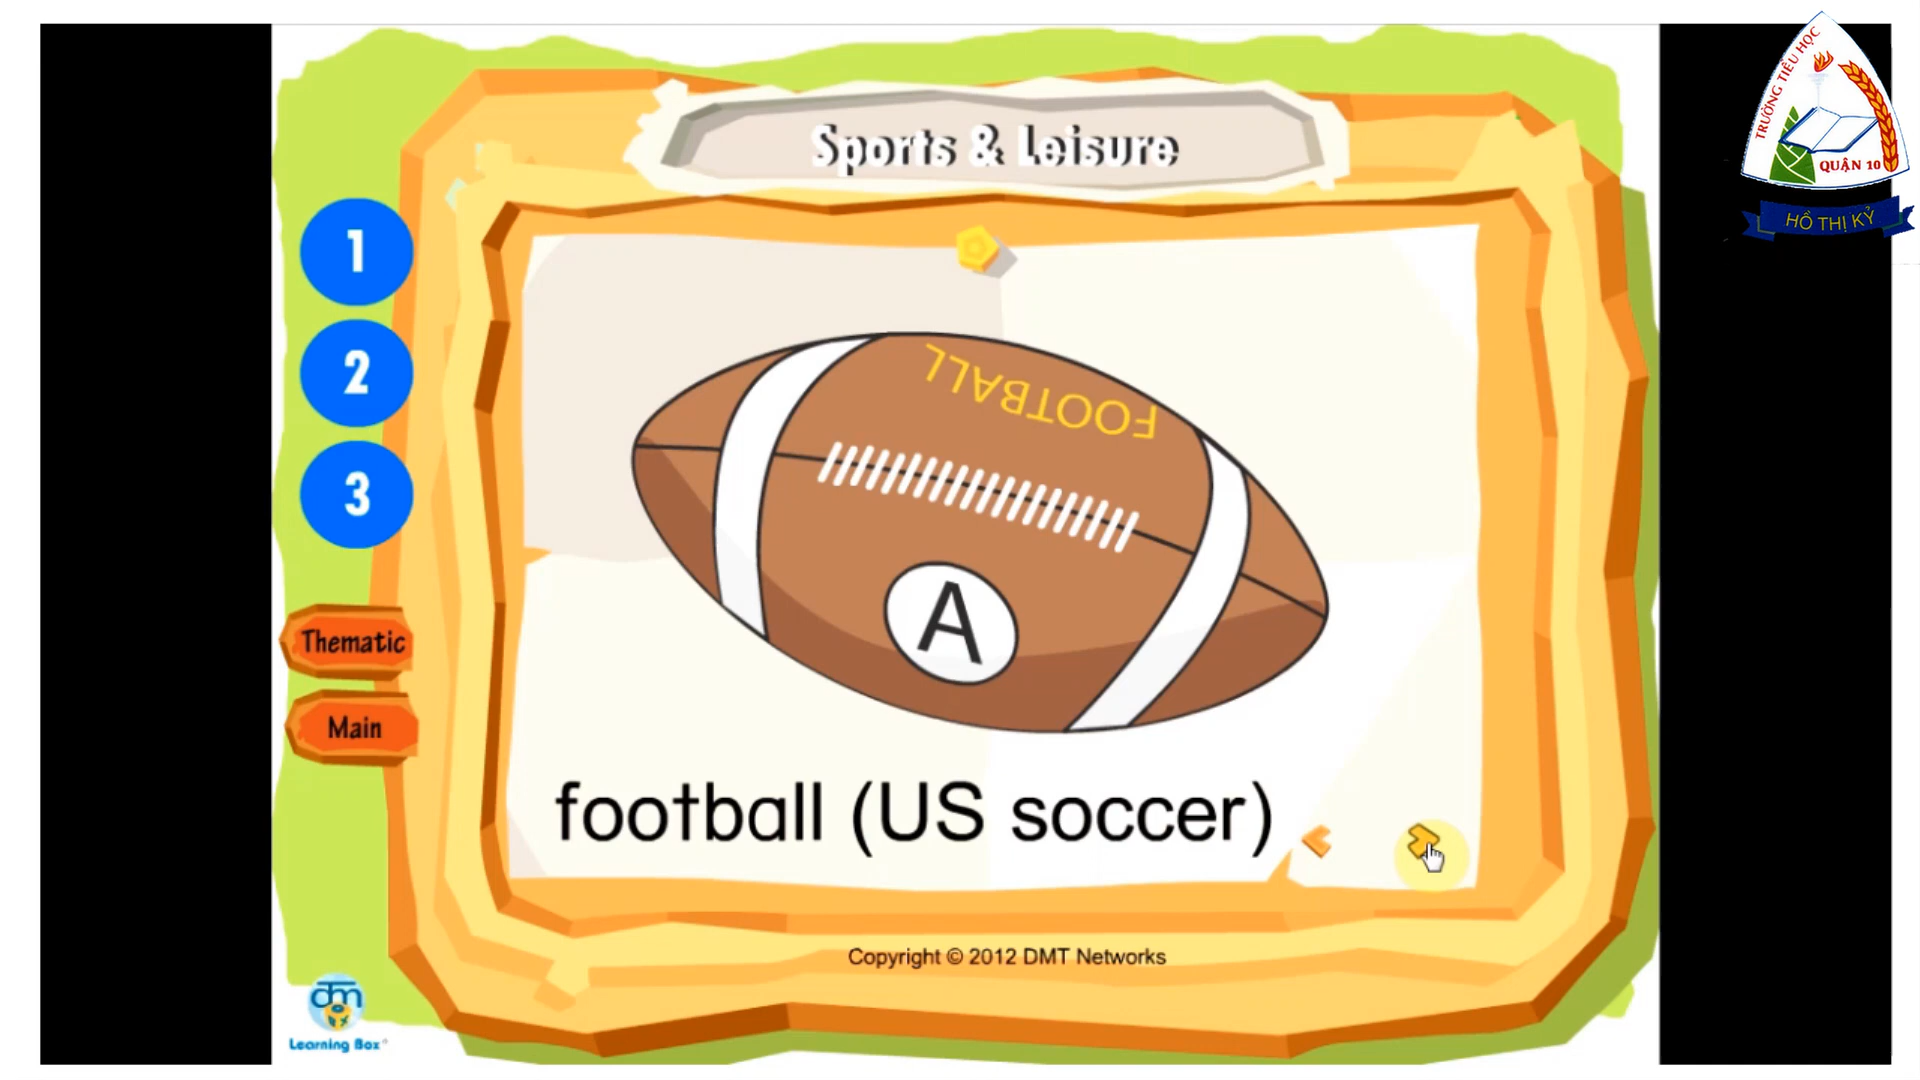 Sports & Leisure
TRƯỜNG TIỂU HỌC
QUẬN 10
HỒ THỊ KỶ
1
2
3
Thematic
Main
FOOTBALL
A
football (US soccer)
Copyright © 2012 DMT Networks
dtm
Learning Box